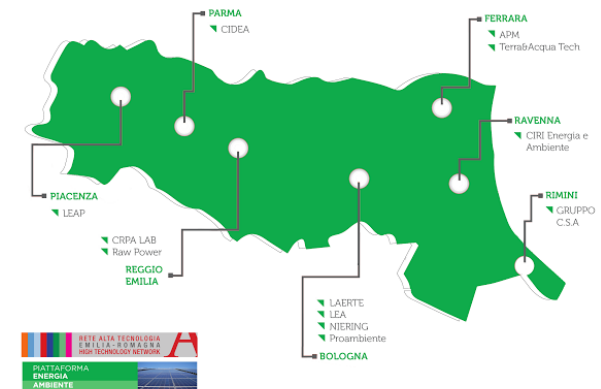 PARMA
CIDEA
FERRARA
APM
Terra&Acqua Tech
RAVENNA
CIRI Energia e
Ambiente
PIACENZA
LEAP
RIMINI
GRUPPO
C.S.A
CRPA LAB
Raw Power
REGGIO
EMILIA
LAERTE
LEA
NIERING
Proambiente
BOLOGNA
RETE ALTA TECNOLOGIA
EMILIA-ROMAGNA
HIGH TECHNOLOGY NETWORK
A
PIATTAFORMA
ENERGIA
AMBIENTE